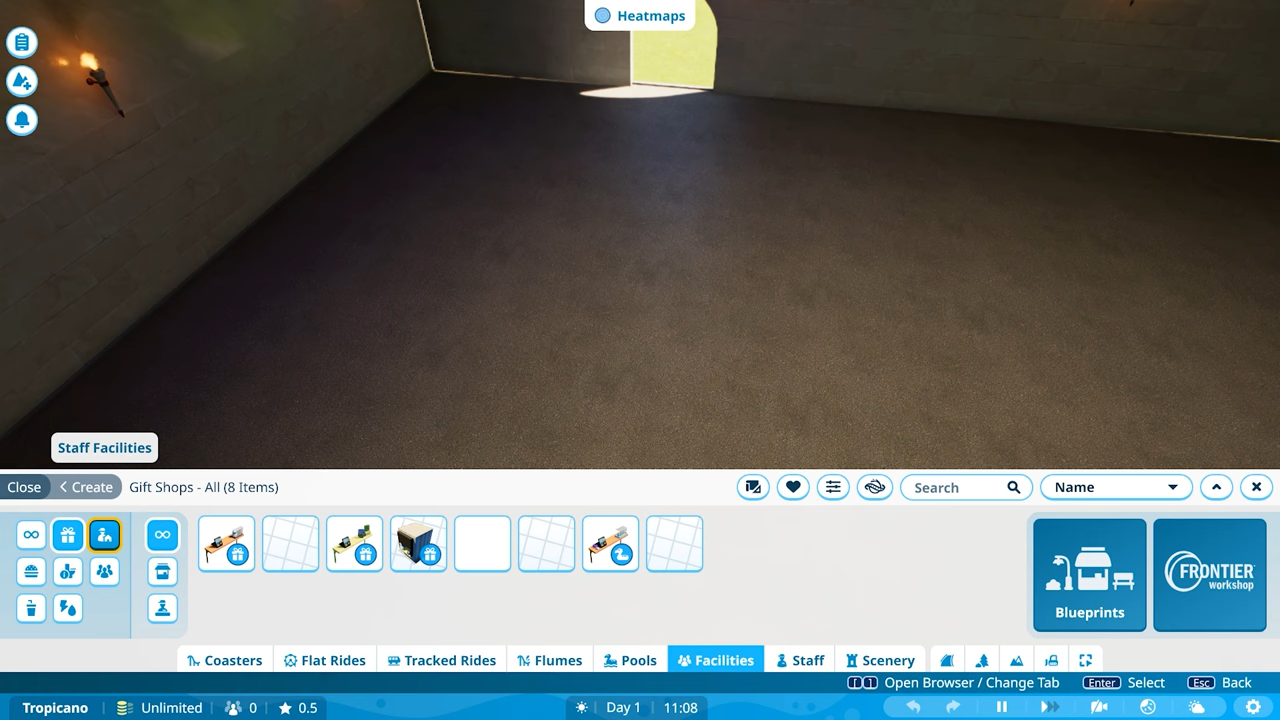 Heatmaps
Staff Facilities
Close
Create
Gift Shops - All (8 Items)
Search
Name
Blueprints
FRONTIER
workshop
Coasters
Flat Rides
Tracked Rides
Flumes
Pools
Facilities
Staff
Scenery
[ ] Open Browser / Change Tab
Enter Select
Esc Back
Tropicano
Unlimited
0
0.5
Day 1
11:08